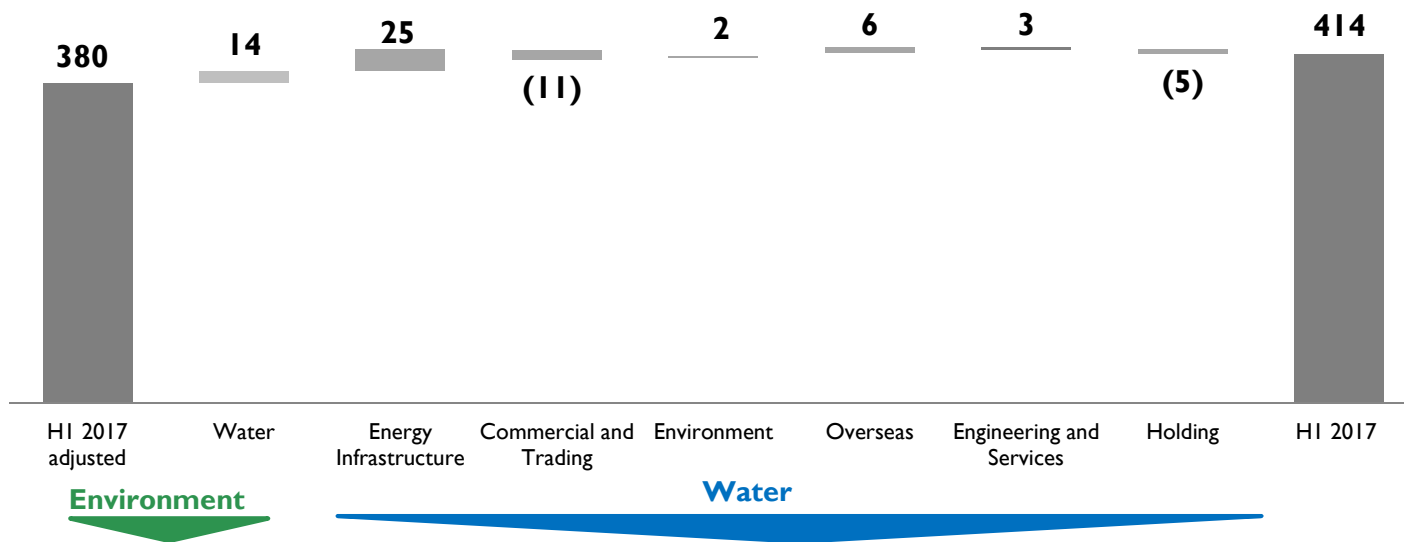 380
14
25
(11)
2
6
3
(5)
414
H1 2017
adjusted
Water
Energy
Infrastructure
Commercial and
Trading
Environment
Overseas
Engineering and
Services
Holding
H1 2017
Environment
Water